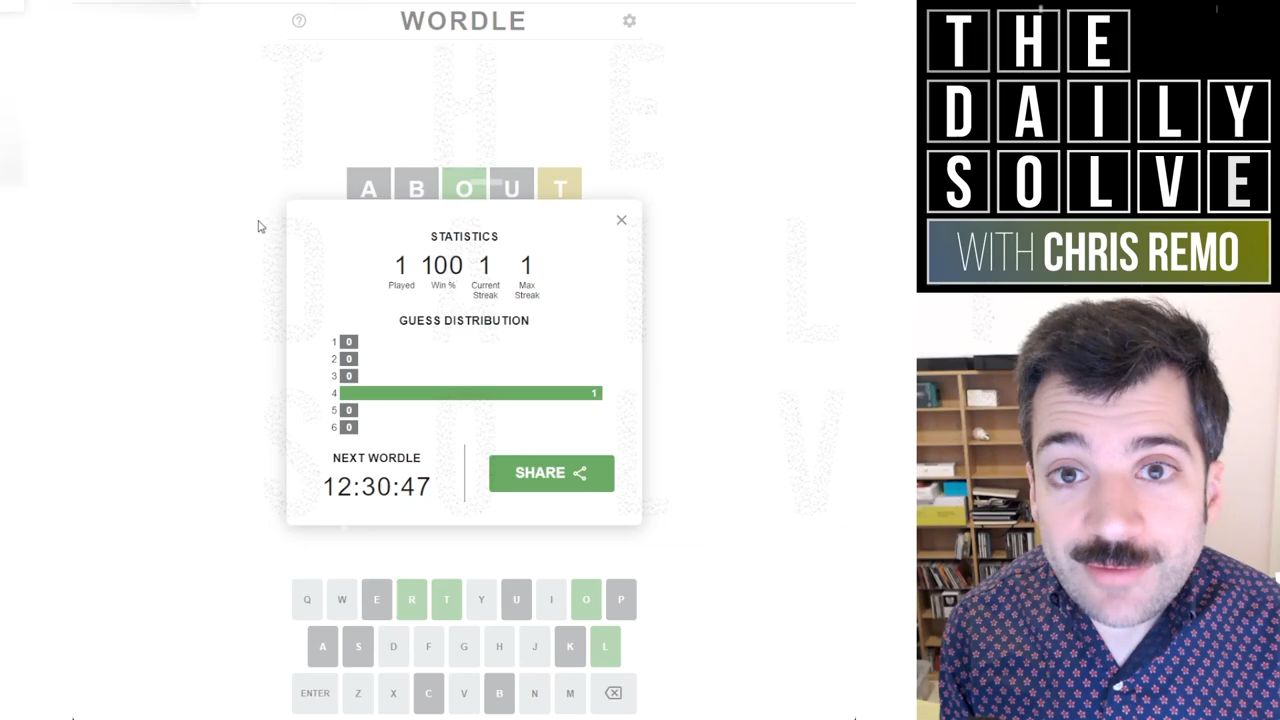 WORDLE
THE
ABOUT
STATISTICS
1 100 1 1
Played Win % Current Streak Max Streak
GUESS DISTRIBUTION
1 0
2 0
3 0
4 1
5 0
6 0
NEXT WORDLE
12:30:47
SHARE
Q W E R T Y U I O P
A S D F G H J K L
ENTER Z X C V B N M
THE
DAILY
SOLVE
WITH CHRIS REMO